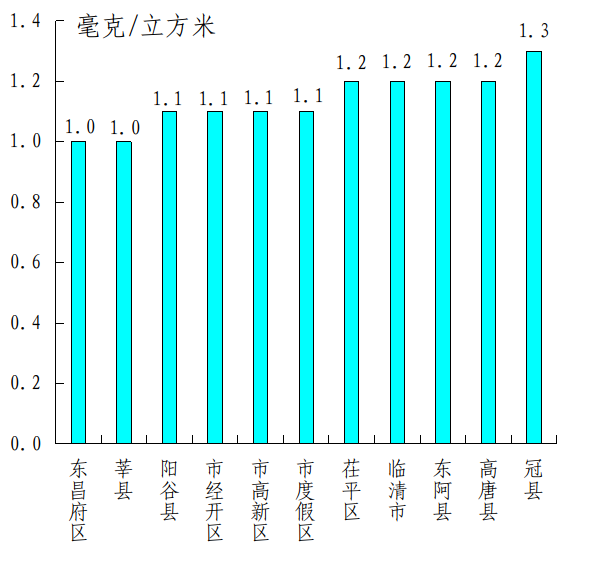 毫克/立方米
1.4
1.2
1.0
0.8
0.6
0.4
0.2
0.0
1.0
1.0
1.1
1.1
1.1
1.1
1.2
1.2
1.2
1.2
1.3
东昌府区
莘县
阳谷县
市经开区
市高新区
市度假区
茌平区
临清市
东阿县
高唐县
冠县